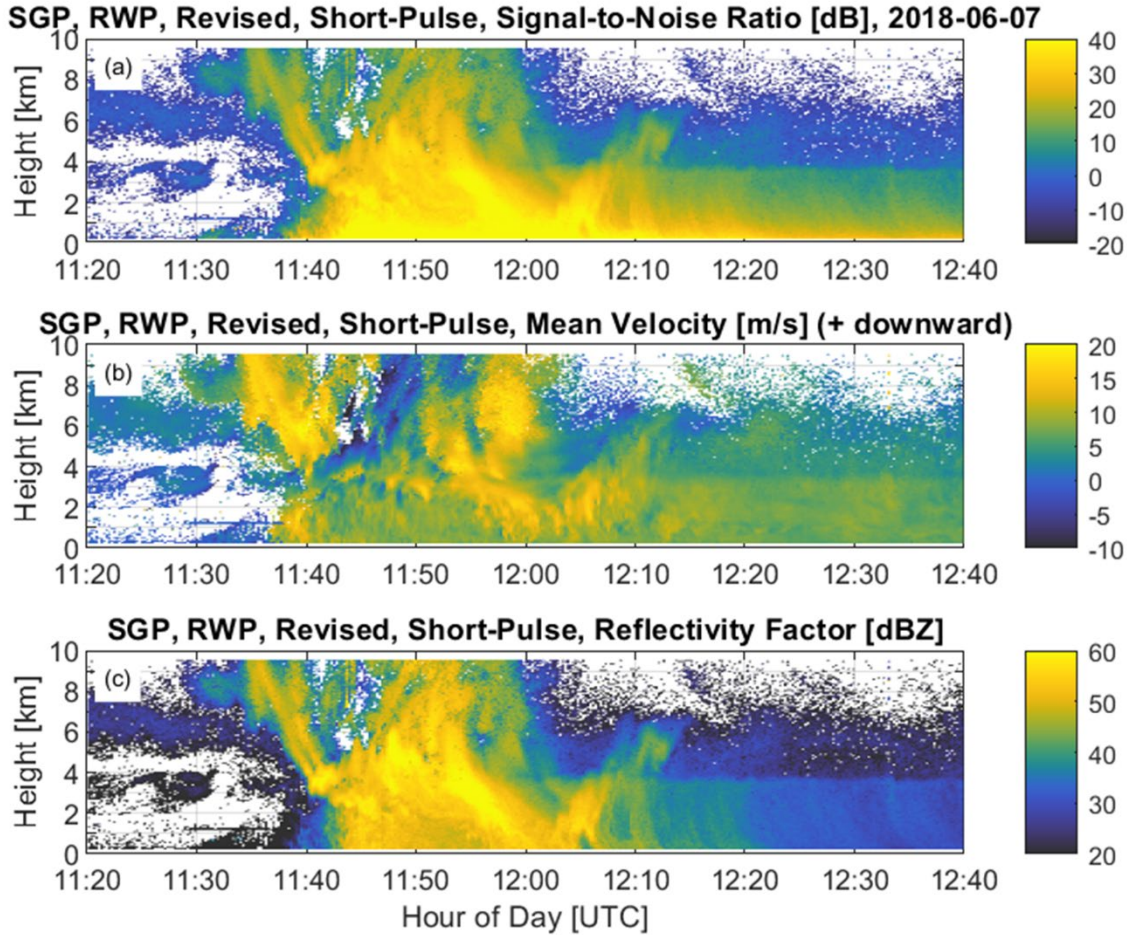 SGP, RWP, Revised, Short-Pulse, Signal-to-Noise Ratio [dB], 2018-06-07
(a)
Height [km]
10
8
6
4
2
0
11:20 11:30 11:40 11:50 12:00 12:10 12:20 12:30 12:40
40
30
20
10
0
-10
-20
SGP, RWP, Revised, Short-Pulse, Mean Velocity [m/s] (+ downward)
(b)
Height [km]
10
8
6
4
2
0
11:20 11:30 11:40 11:50 12:00 12:10 12:20 12:30 12:40
20
15
10
5
0
-5
-10
SGP, RWP, Revised, Short-Pulse, Reflectivity Factor [dBZ]
(c)
Height [km]
10
8
6
4
2
0
11:20 11:30 11:40 11:50 12:00 12:10 12:20 12:30 12:40
60
50
40
30
20
Hour of Day [UTC]